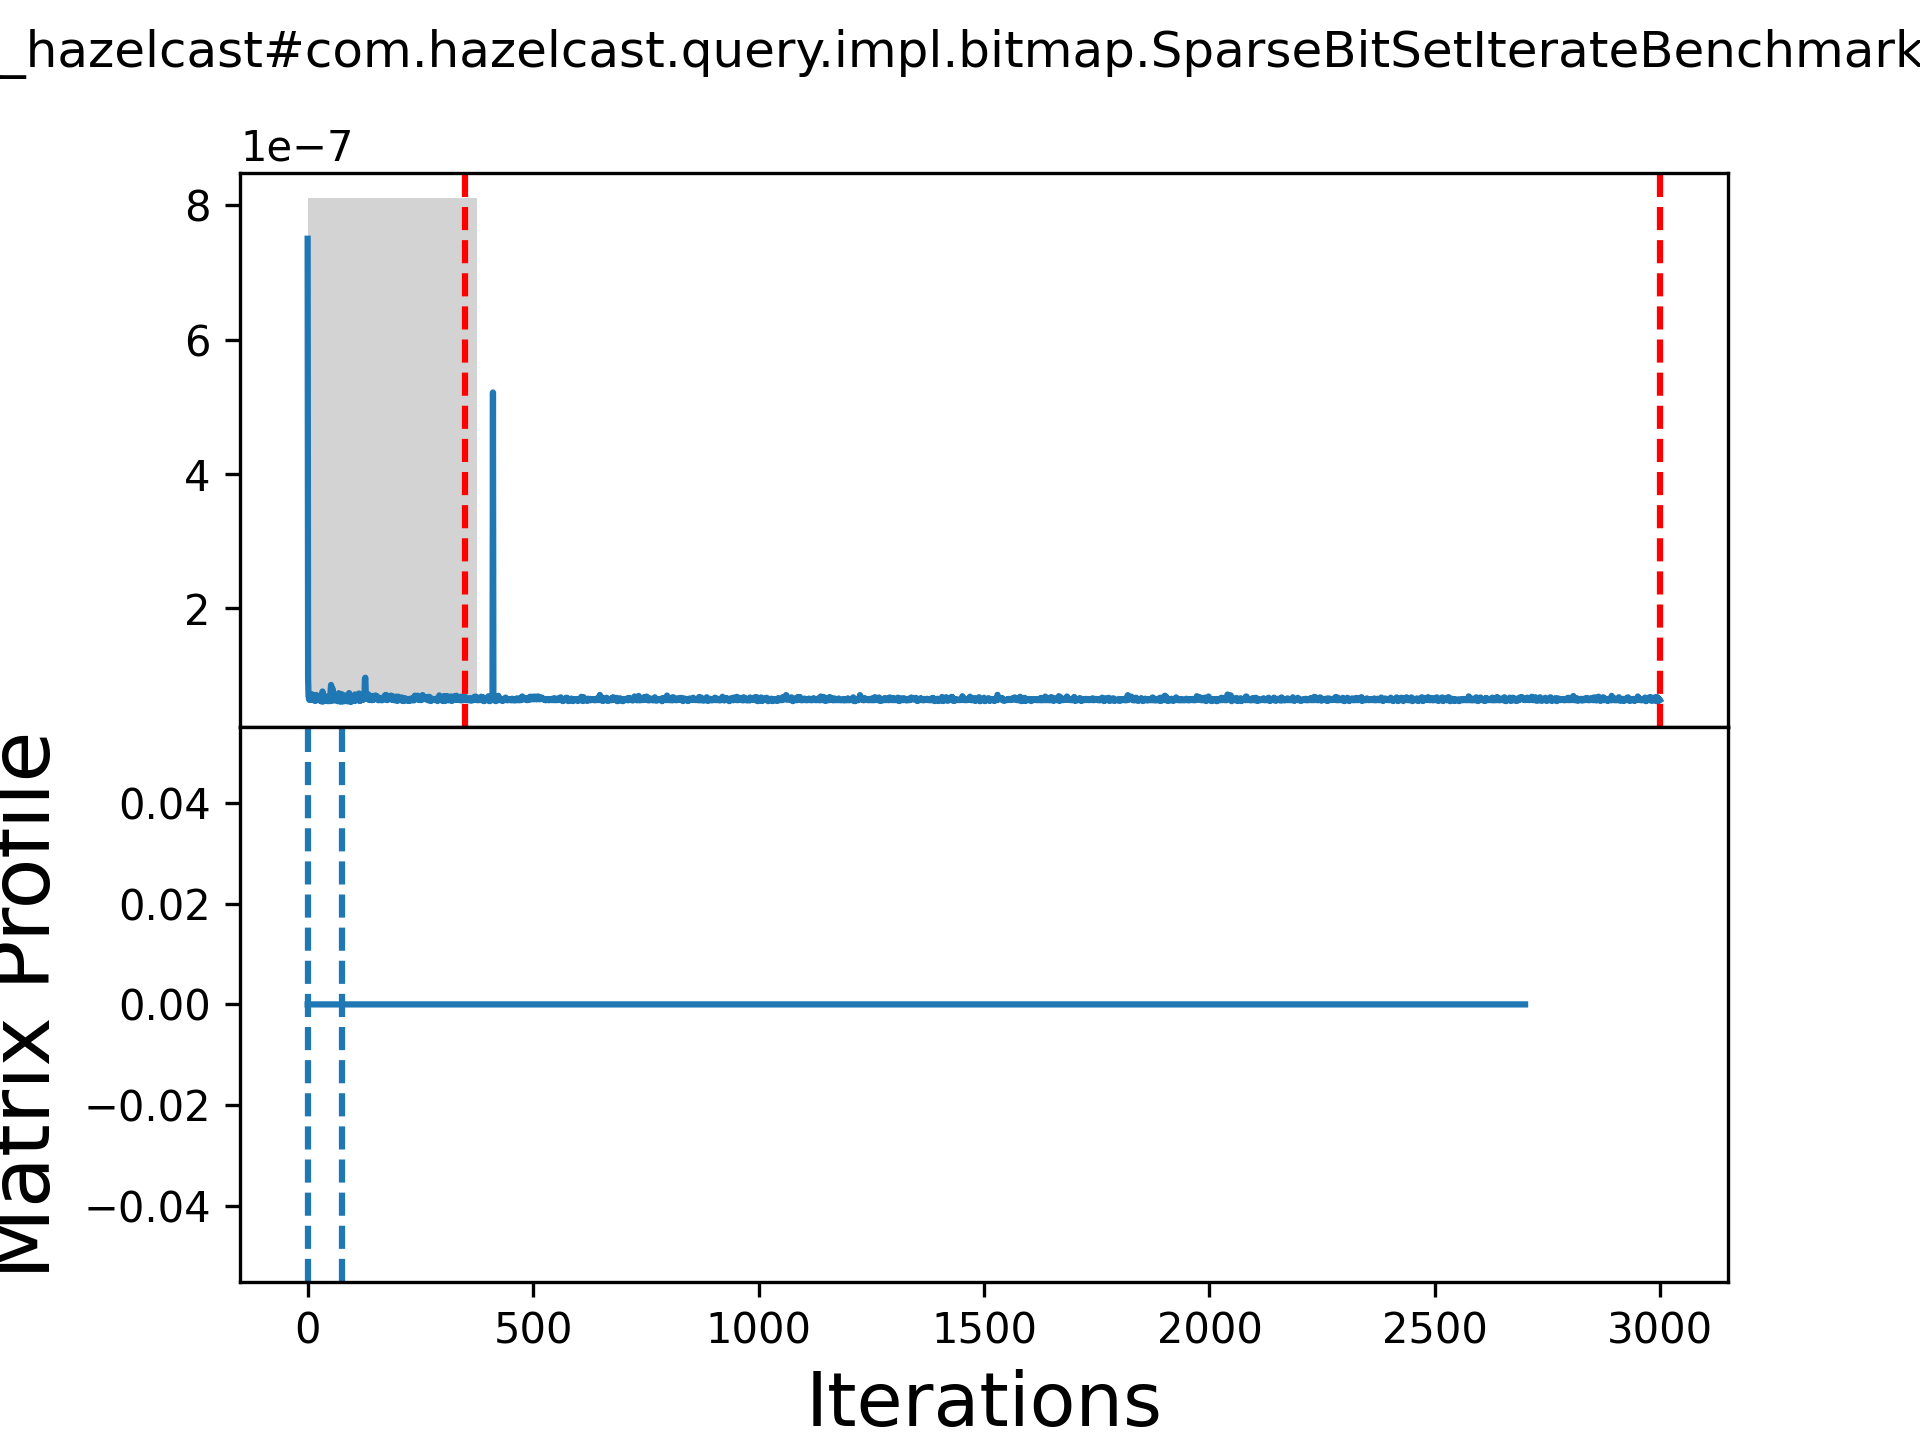 _hazelcast#com.hazelcast.query.impl.bitmap.SparseBitSetIterateBenchmark
1e−7
8
6
4
2
Matrix Profile
0.04
0.02
0.00
−0.02
−0.04
0 500 1000 1500 2000 2500 3000
Iterations